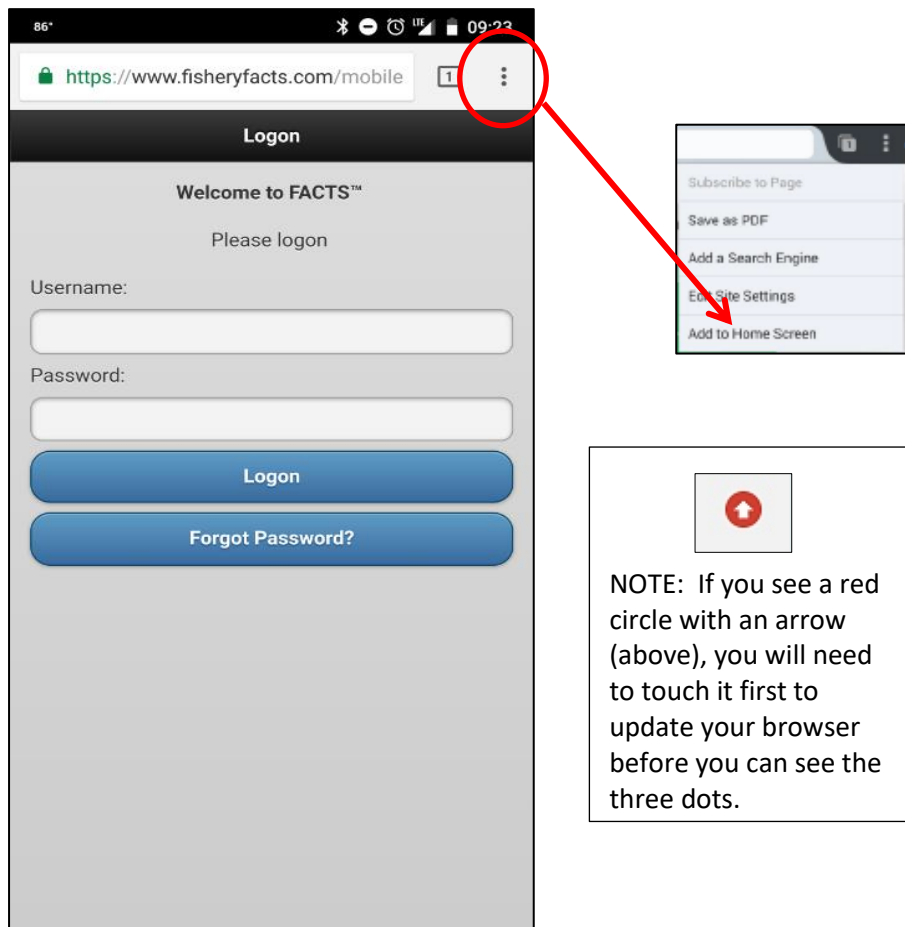 86°
LTE
09:23
https://www.fisheryfacts.com/mobile
1
Logon
Welcome to FACTS™
Please logon
Username:
Password:
Logon
Forgot Password?
1
Subscribe to Page
Save as PDF
Add a Search Engine
Edit Site Settings
Add to Home Screen
NOTE: If you see a red
circle with an arrow
(above), you will need
to touch it first to
update your browser
before you can see the
three dots.